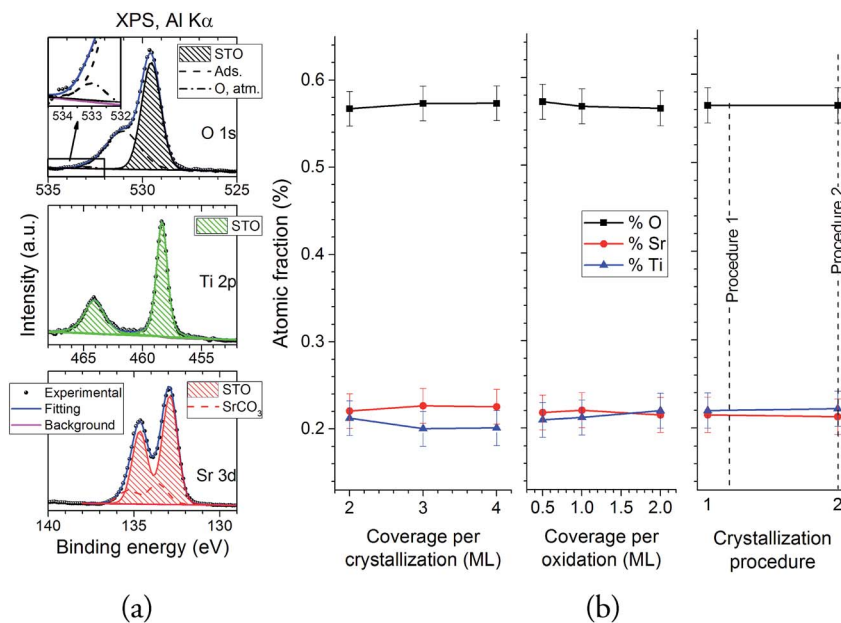 XPS, Al Kα
STO
Ads.
O, atm.
534 533 532
O 1s
535 530 525
STO
Ti 2p
465 460 455
Experimental
Fitting
Background
STO
SrCO3
Sr 3d
140 135 130
Binding energy (eV)
Intensity (a.u.)
(a)
Atomic fraction (%)
0.6
0.5
0.4
0.3
0.2
2 3 4
Coverage per
crystallization (ML)
% O
% Sr
% Ti
0.5 1.0 1.5 2.0
Coverage per
oxidation (ML)
Procedure 1
Procedure 2
1 2
Crystallization
procedure
(b)